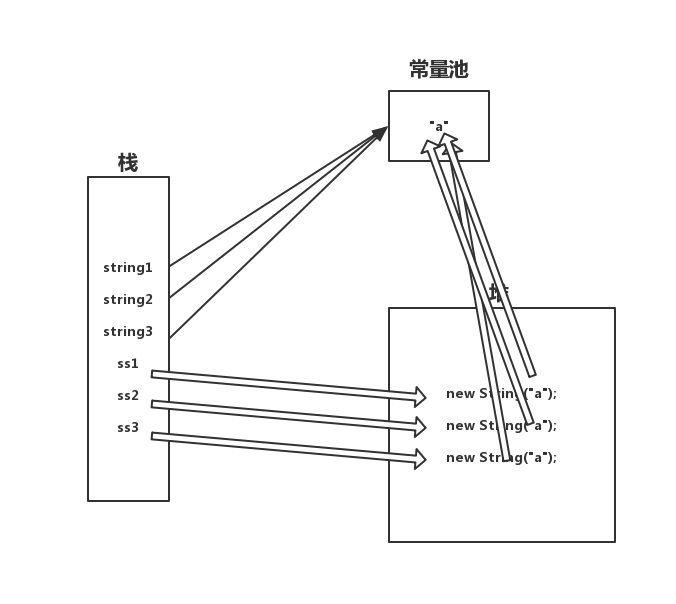 常量池
"a"
栈
string1
string2
string3
ss1
ss2
ss3
堆
new String("a");
new String("a");
new String("a");